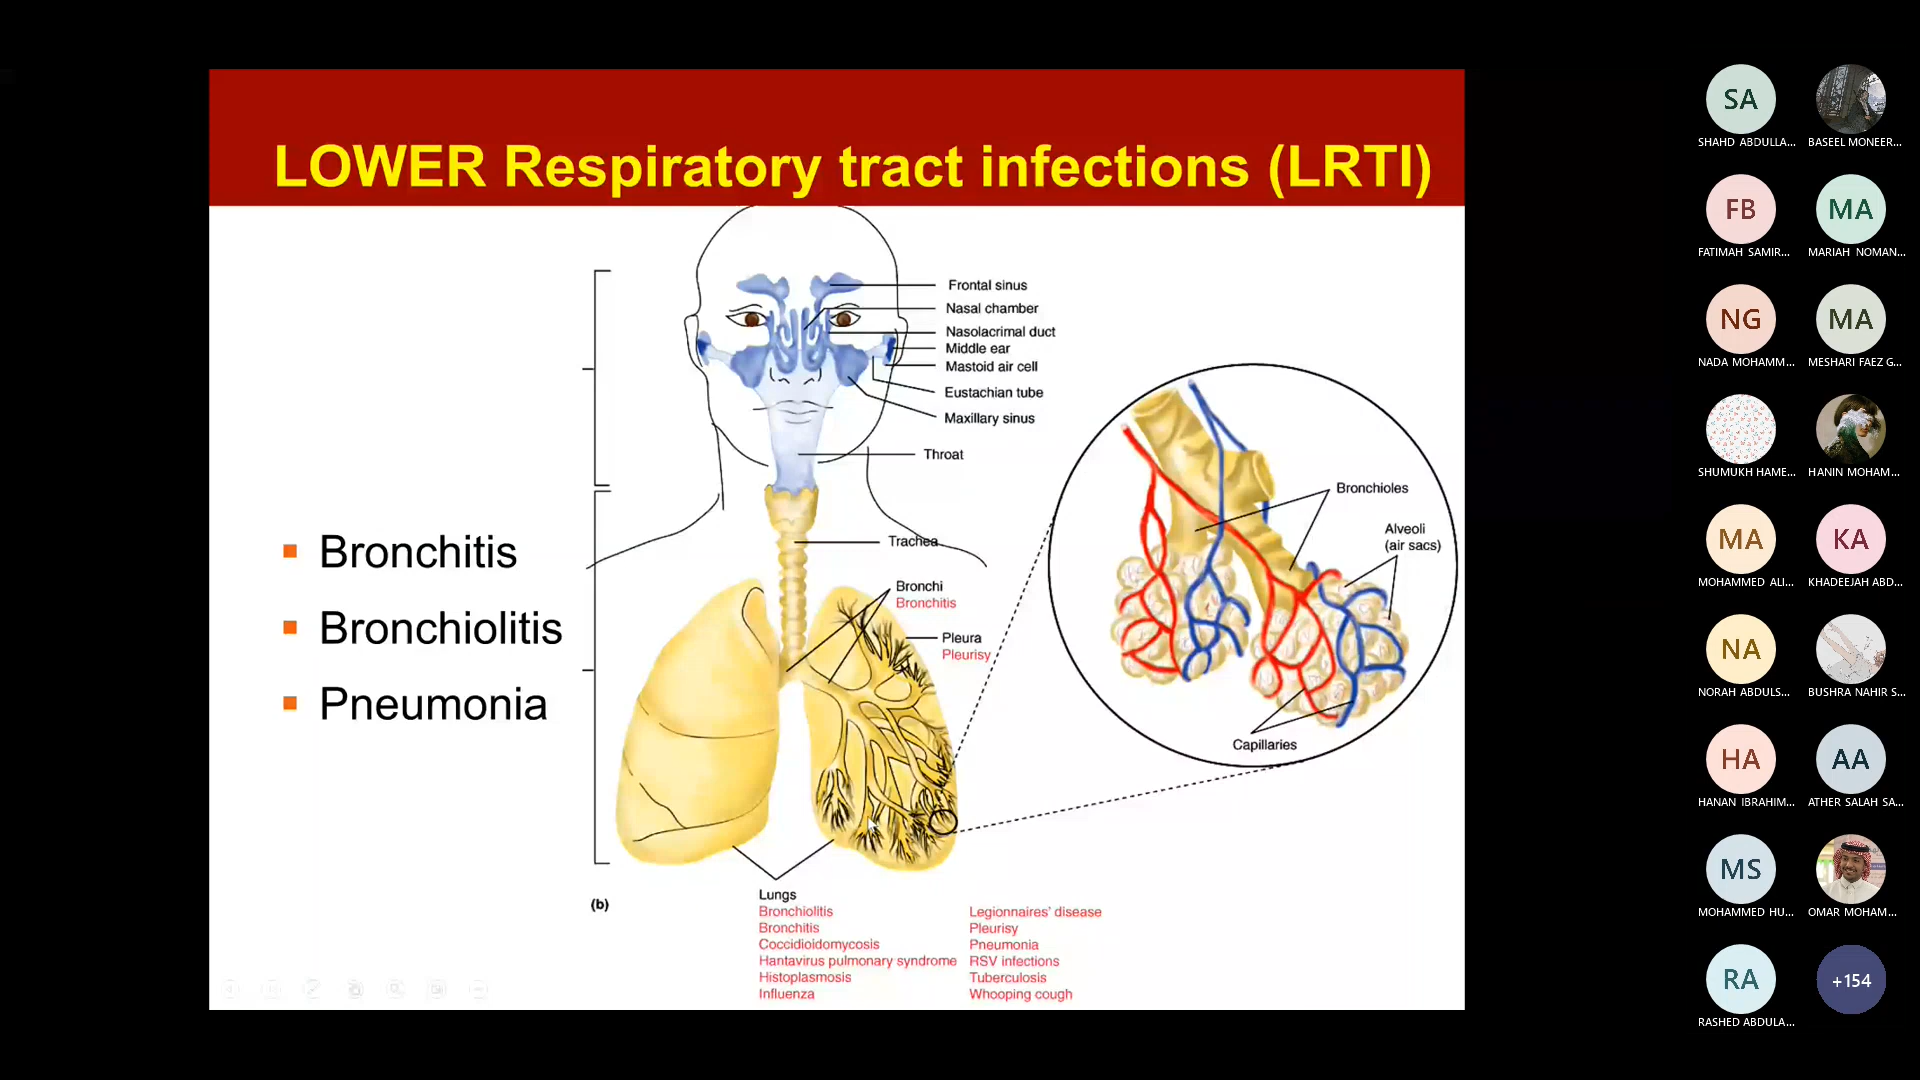 LOWER Respiratory tract infections (LRTI)
Frontal sinus
Nasal chamber
Nasolacrimal duct
Middle ear
Mastoid air cell
Eustachian tube
Maxillary sinus
Throat
Bronchioles
Alveoli
(air sacs)
Trachea
Bronchi
Bronchitis
Pleura
Pleurisy
Capillaries
Bronchitis
Bronchiolitis
Pneumonia
(b)
Lungs
Bronchiolitis
Bronchitis
Coccidioidomycosis
Hantavirus pulmonary syndrome
Histoplasmosis
Influenza
Legionnaires' disease
Pleurisy
Pneumonia
RSV infections
Tuberculosis
Whooping cough
SA
SHAHD ABDULLA...
BASEEL MONEER...
FB
FATIMAH SAMIR...
MA
MARIAH NOMAN...
NG
NADA MOHAMM...
MA
MESHARI FAEZ G...
SHUMUKH HAME...
HANIN MOHAM...
MA
MOHAMMED ALI...
KA
KHADEEJAH ABD...
NA
NORAH ABDULS...
BUSHRA NAHIR S...
HA
HANAN IBRAHIM...
AA
ATHER SALAH SA...
MS
MOHAMMED HU...
OMAR MOHAM...
RA
RASHED ABDULA...
+154